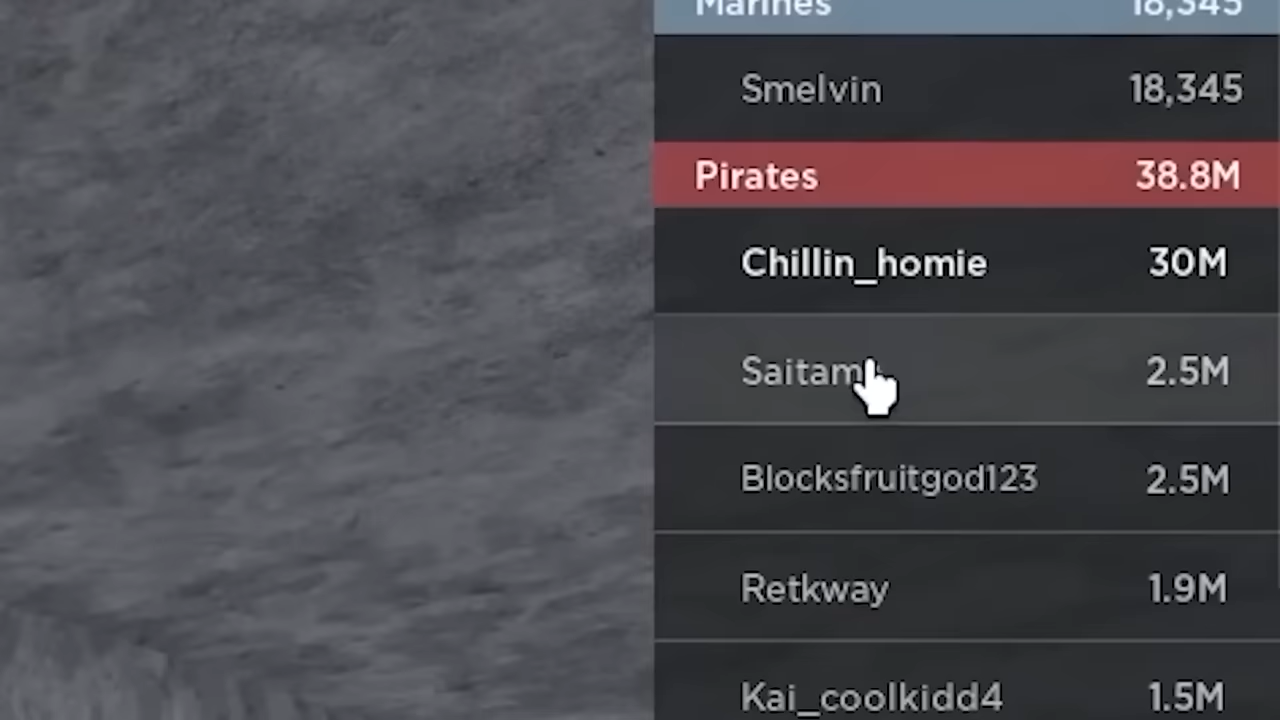 Marines 18,345
Smelvin 18,345
Pirates 38.8M
Chillin_homie 30M
Saitam 2.5M
Blocksfruitgod123 2.5M
Retkway 1.9M
Kai_coolkidd4 1.5M